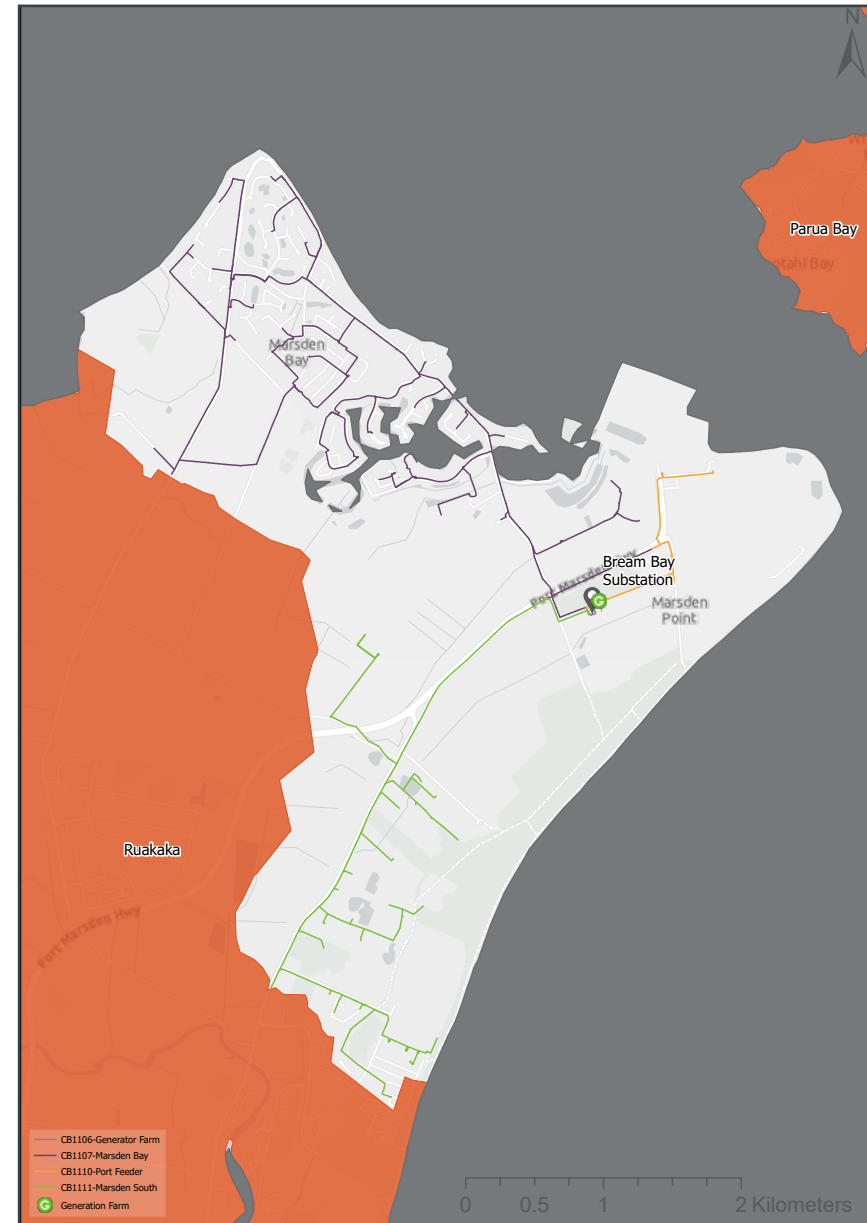 N
Parua Bay
Marsden
Bay
Port Marsden Hwy
Bream Bay
Substation
G
Marsden
Point
Ruakaka
Port Marsden Hwy
CB1106-Generator Farm
CB1107-Marsden Bay
CB1110-Port Feeder
CB1111-Marsden South
G Generation Farm
0 0.5 1 2 Kilometers